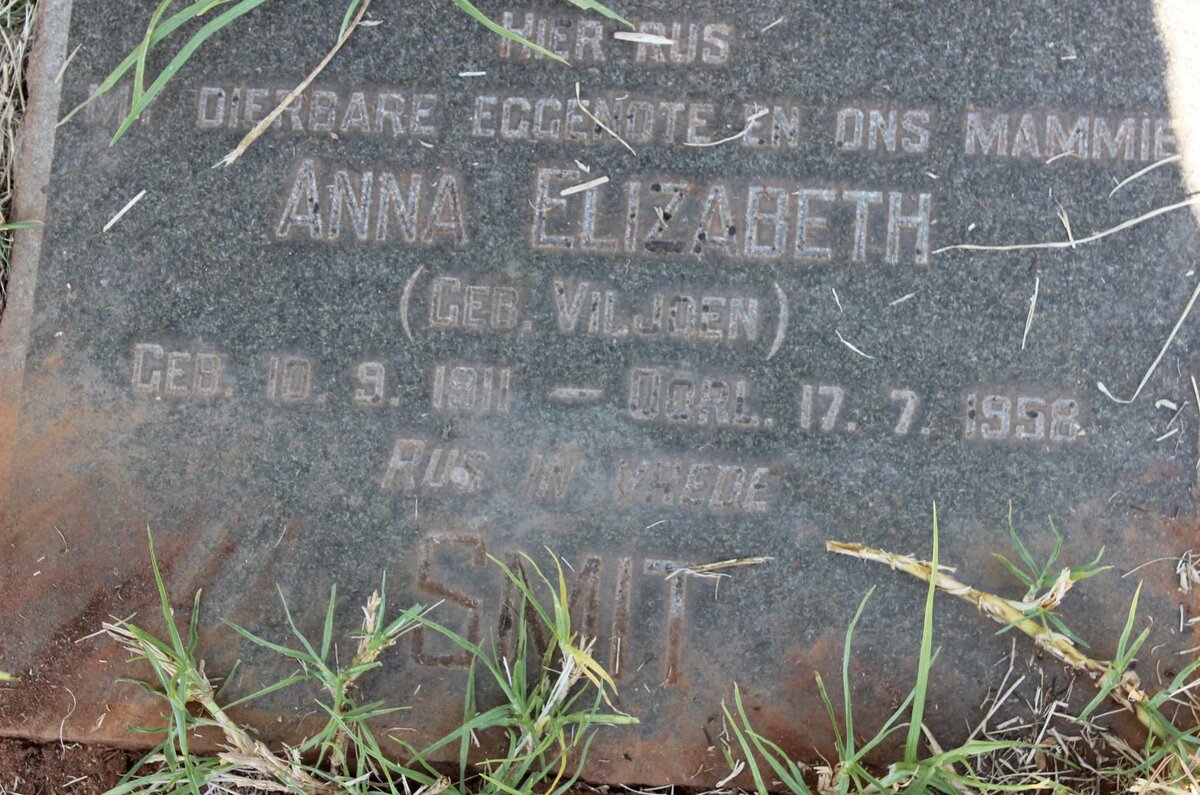 HIER RUS
MY DIERBARE EGGENOTE EN ONS MAMMIE
ANNA ELIZABETH
(GEB. VILJOEN)
GEB. 10. 9. 1911 — OORL. 17. 7. 1958
RUS IN VREDE
SMIT